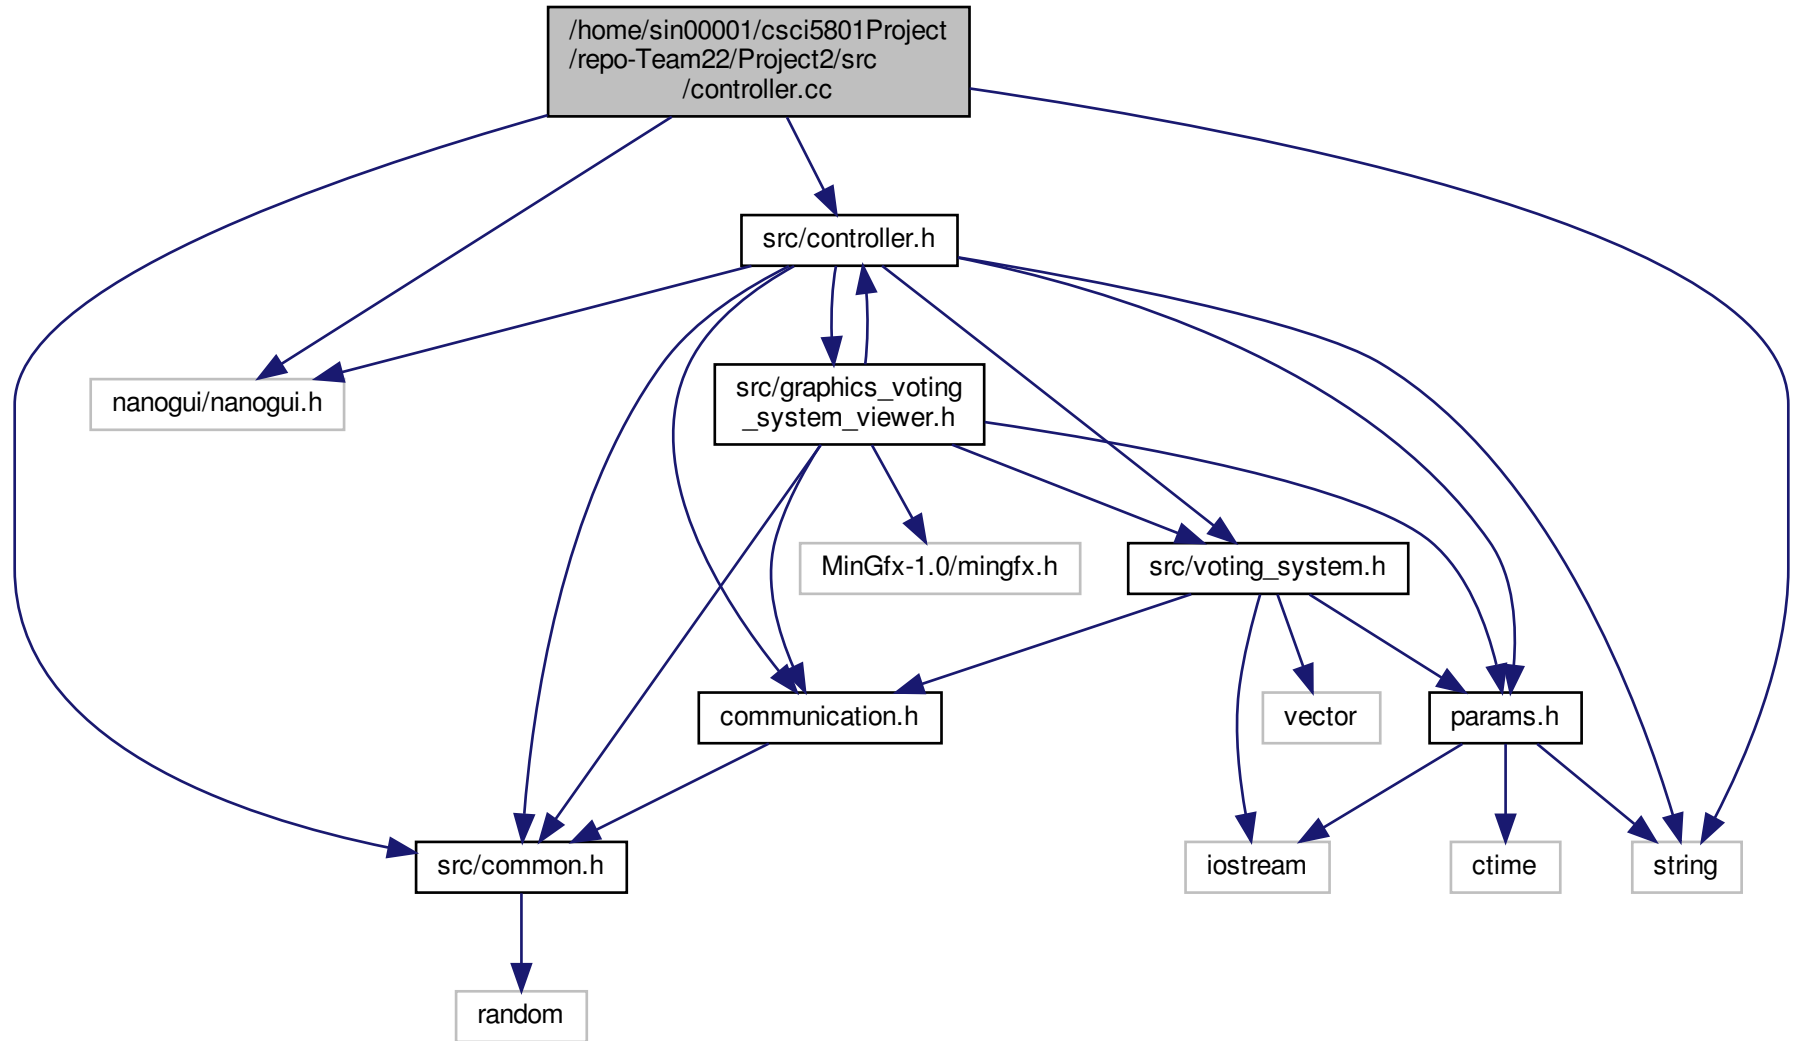 /home/sin00001/csci5801Project
/repo-Team22/Project2/src
/controller.cc
src/controller.h
nanogui/nanogui.h
src/graphics_voting
_system_viewer.h
MinGfx-1.0/mingfx.h
src/voting_system.h
communication.h
vector
params.h
src/common.h
iostream
ctime
string
random